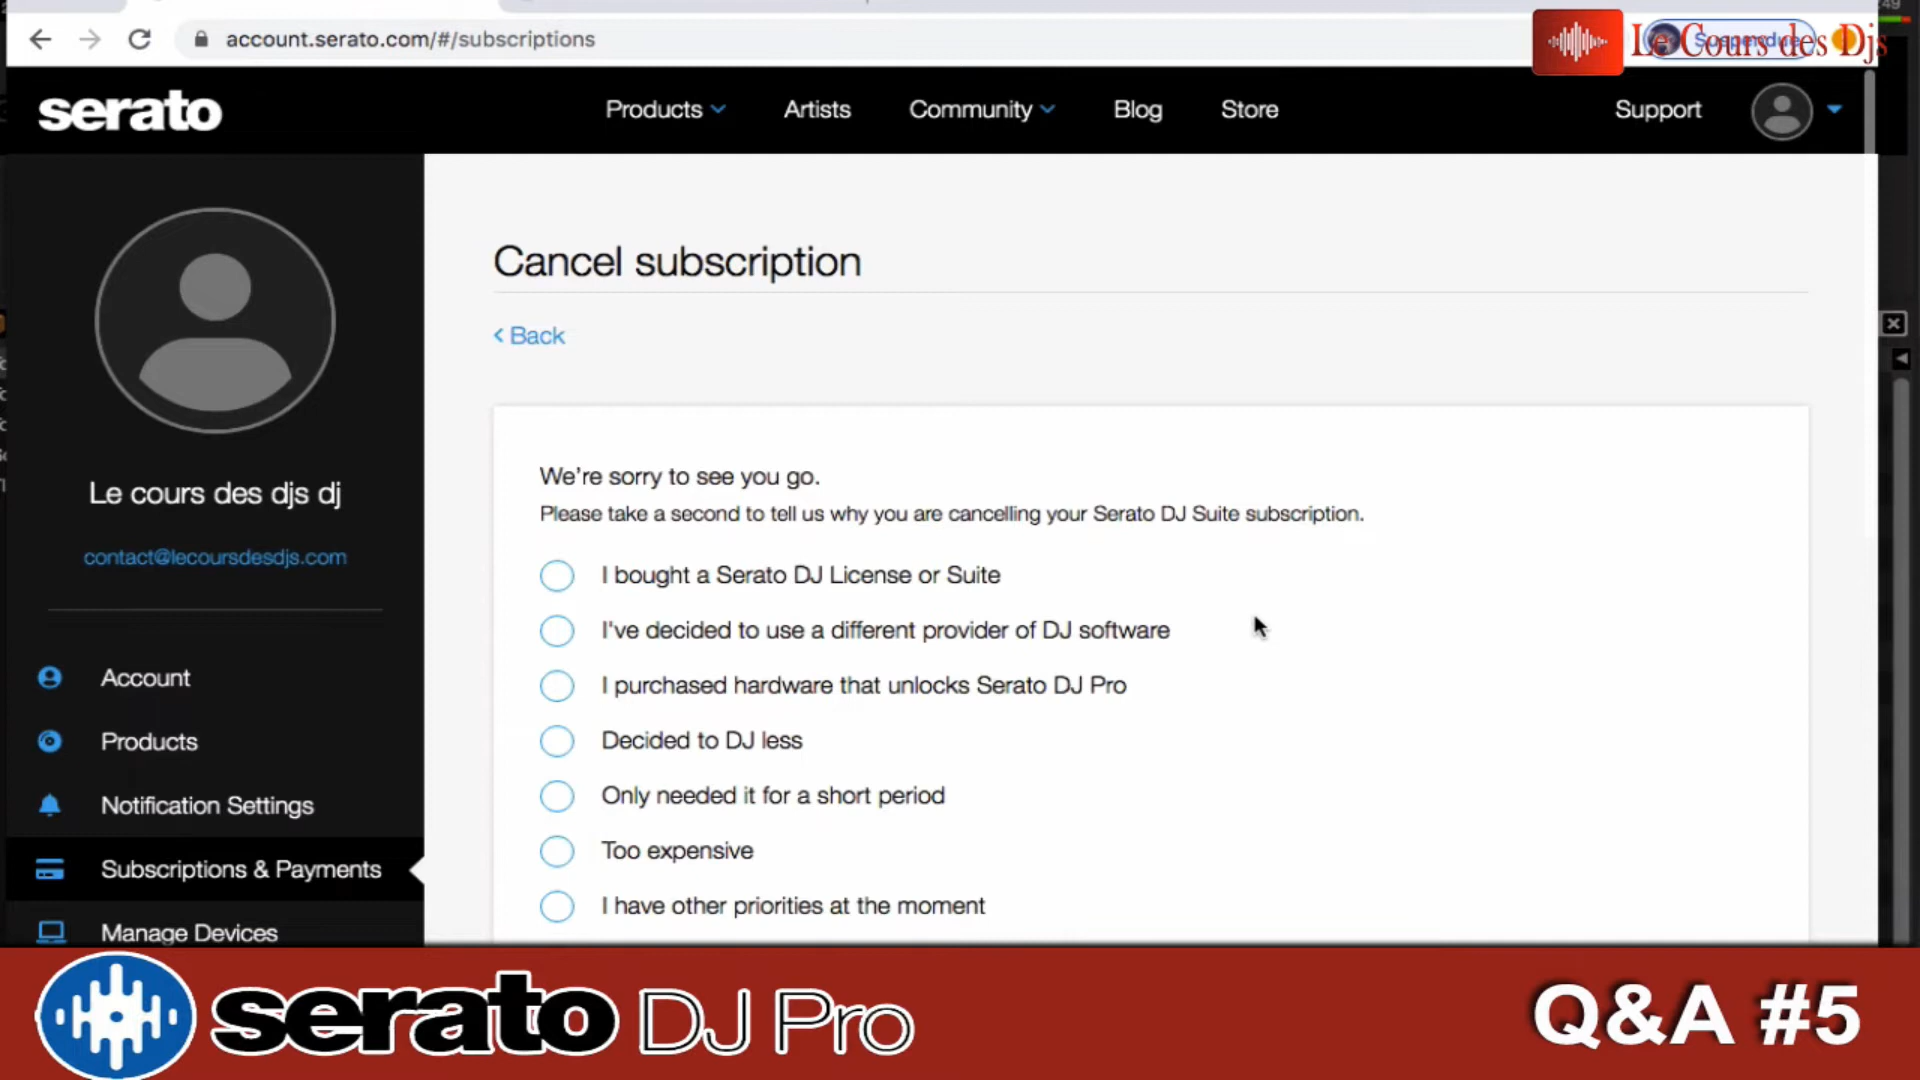 account.serato.com/#/subscriptions
Le Cours des Djs
serato
Products
Artists
Community
Blog
Store
Support
Cancel subscription
Back
We're sorry to see you go.
Please take a second to tell us why you are cancelling your Serato DJ Suite subscription.
I bought a Serato DJ License or Suite
I've decided to use a different provider of DJ software
I purchased hardware that unlocks Serato DJ Pro
Decided to DJ less
Only needed it for a short period
Too expensive
I have other priorities at the moment
Le cours des djs dj
contact@lecoursdesdjs.com
Account
Products
Notification Settings
Subscriptions & Payments
Manage Devices
serato DJ Pro
Q&A #5